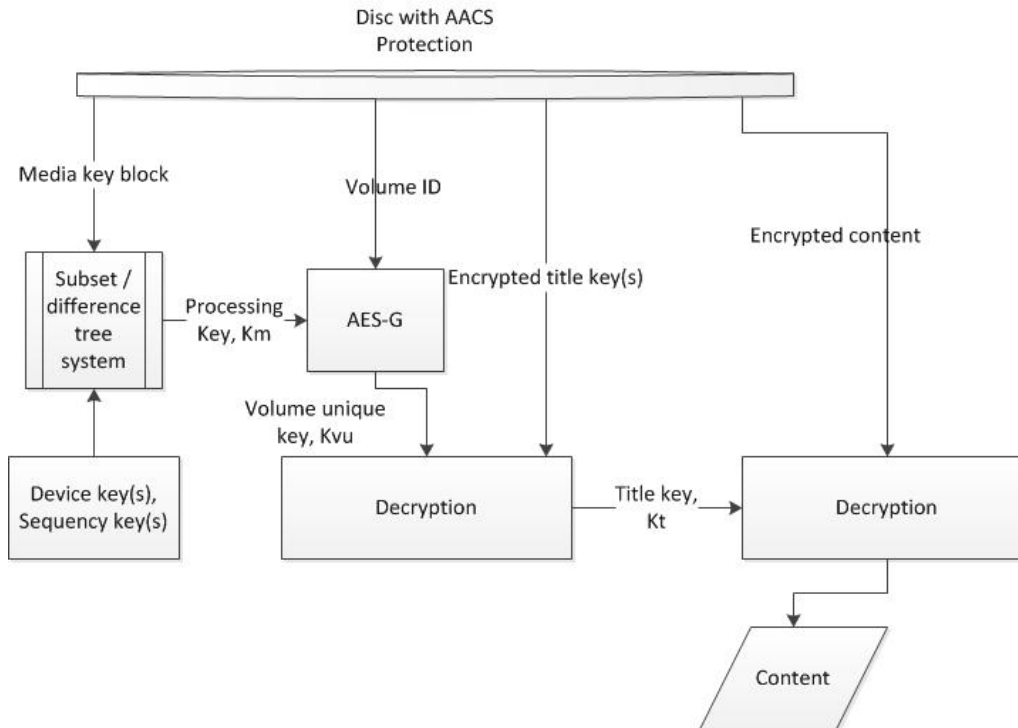 Disc with AACS
Protection
Media key block
Volume ID
Encrypted title key(s)
Encrypted content
Subset /
difference
tree
system
Processing
Key, Km
AES-G
Volume unique
key, Kvu
Device key(s),
Sequency key(s)
Decryption
Title key,
Kt
Decryption
Content